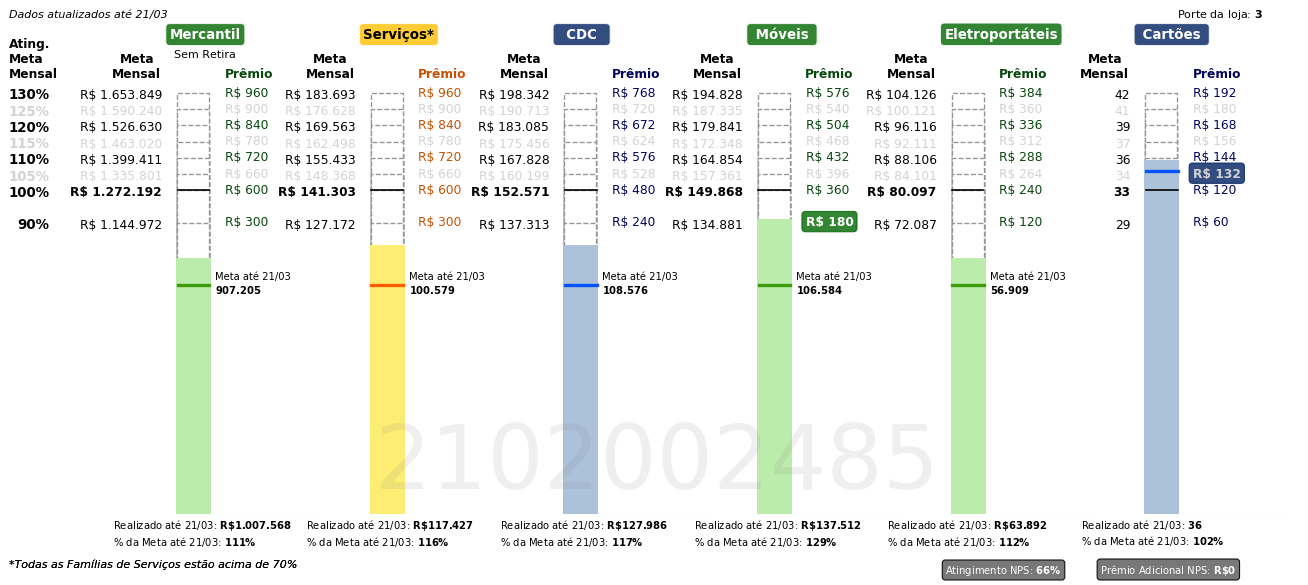 Dados atualizados até 21/03
Porte da loja: 3
Mercantil Serviços* CDC Móveis Eletroportáteis Cartões
Sem Retira
Ating. Meta Mensal
Meta Mensal Prêmio Meta Mensal Prêmio Meta Mensal Prêmio Meta Mensal Prêmio Meta Mensal Prêmio Meta Mensal Prêmio
130% R$ 1.653.849 R$ 960 R$ 183.693 R$ 960 R$ 198.342 R$ 768 R$ 194.828 R$ 576 R$ 104.126 R$ 384 42 R$ 192
125% R$ 1.590.240 R$ 900 R$ 176.628 R$ 900 R$ 190.713 R$ 720 R$ 187.335 R$ 540 R$ 100.121 R$ 360 41 R$ 180
120% R$ 1.526.630 R$ 840 R$ 169.563 R$ 840 R$ 183.085 R$ 672 R$ 179.841 R$ 504 R$ 96.116 R$ 336 39 R$ 168
115% R$ 1.463.020 R$ 780 R$ 162.498 R$ 780 R$ 175.456 R$ 624 R$ 172.348 R$ 468 R$ 92.111 R$ 312 37 R$ 156
110% R$ 1.399.411 R$ 720 R$ 155.433 R$ 720 R$ 167.828 R$ 576 R$ 164.854 R$ 432 R$ 88.106 R$ 288 36 R$ 144
105% R$ 1.335.801 R$ 660 R$ 148.368 R$ 660 R$ 160.199 R$ 528 R$ 157.361 R$ 396 R$ 84.101 R$ 264 34 R$ 132
100% R$ 1.272.192 R$ 600 R$ 141.303 R$ 600 R$ 152.571 R$ 480 R$ 149.868 R$ 360 R$ 80.097 R$ 240 33 R$ 120
90% R$ 1.144.972 R$ 300 R$ 127.172 R$ 300 R$ 137.313 R$ 240 R$ 134.881 R$ 180 R$ 72.087 R$ 120 29 R$ 60
Meta até 21/03 Meta até 21/03 Meta até 21/03 Meta até 21/03 Meta até 21/03
907.205 100.579 108.576 106.584 56.909
2102002485
Realizado até 21/03: R$1.007.568 Realizado até 21/03: R$117.427 Realizado até 21/03: R$127.986 Realizado até 21/03: R$137.512 Realizado até 21/03: R$63.892 Realizado até 21/03: 36
% da Meta até 21/03: 111% % da Meta até 21/03: 116% % da Meta até 21/03: 117% % da Meta até 21/03: 129% % da Meta até 21/03: 112% % da Meta até 21/03: 102%
*Todas as Famílias de Serviços estão acima de 70%
Atingimento NPS: 66% Prêmio Adicional NPS: R$0